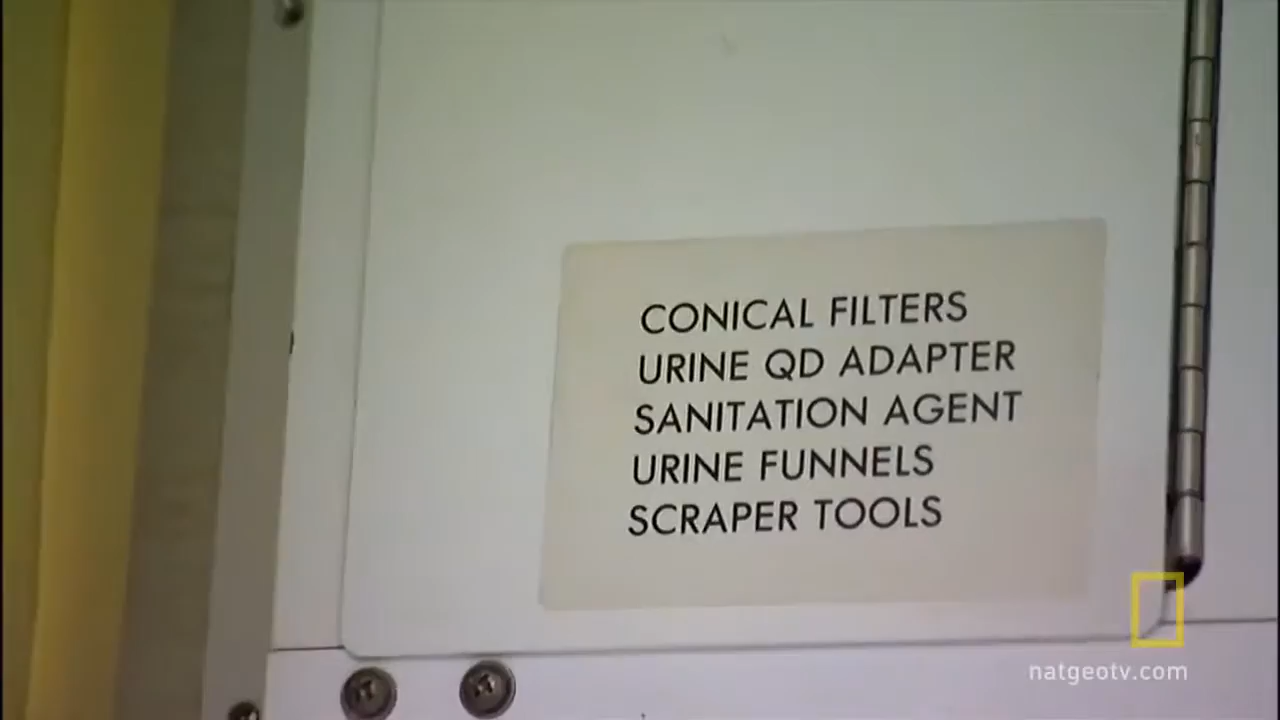 CONICAL FILTERS
URINE QD ADAPTER
SANITATION AGENT
URINE FUNNELS
SCRAPER TOOLS
natgeotv.com